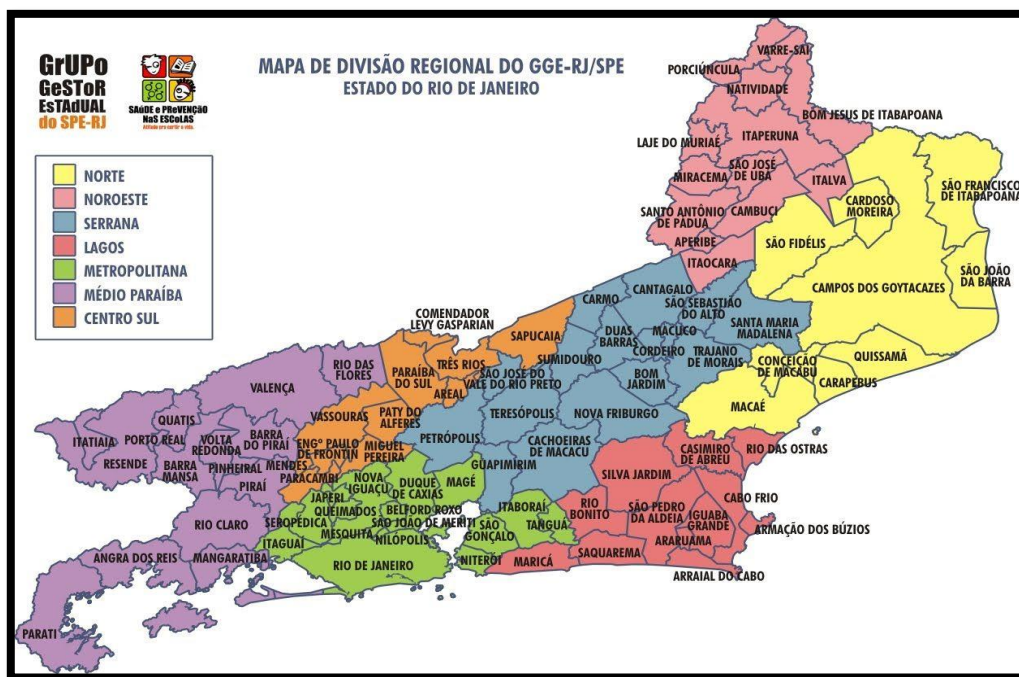 GrUPo
GeSToR
EsTAdUAL
do SPE-RJ
SAúDE e PReVENÇÃO
NaS ESCoLAS
Atitude pra curtir a vida.
MAPA DE DIVISÃO REGIONAL DO GGE-RJ/SPE
ESTADO DO RIO DE JANEIRO
NORTE
NOROESTE
SERRANA
LAGOS
METROPOLITANA
MÉDIO PARAÍBA
CENTRO SUL
VARRE-SAI
PORCIÚNCULA
NATIVIDADE
BOM JESUS DE ITABAPOANA
ITAPERUNA
LAJE DO MURIAÉ
SÃO JOSÉ
DE UBÁ
MIRACEMA
ITALVA
SÃO FRANCISCO
DE ITABAPOANA
CARDOSO
MOREIRA
SANTO ANTÔNIO
DE PADUA
CAMBUCI
APERIBE
SÃO FIDÉLIS
ITAOCARA
SÃO JOÃO
DA BARRA
CAMPOS DOS GOYTACAZES
CANTAGALO
CARMO
SÃO SEBASTIÃO
DO ALTO
COMENDADOR
LEVY GASPARIAN
SAPUCAIA
DUAS
BARRAS
MACUCO
SANTA MARIA
MADALENA
CORDEIRO
TRAJANO
DE MORAIS
SUMIDOURO
QUISSAMÃ
CONCEIÇÃO
DE MACABU
CARAPEBUS
RIO DAS
FLORES
TRÊS RIOS
PARAÍBA
DO SUL
SÃO JOSÉ DO
VALE DO RIO PRETO
BOM
JARDIM
VALENÇA
AREAL
MACAÉ
VASSOURAS
PATY DO
ALFERES
TERESÓPOLIS
NOVA FRIBURGO
QUATIS
ITATIAIA
PORTO REAL
VOLTA
REDONDA
BARRA
DO PIRAÍ
ENGº PAULO
DE FRONTIN
MIGUEL
PEREIRA
PETRÓPOLIS
CACHOEIRAS
DE MACACU
CASIMIRO
DE ABREU
RIO DAS OSTRAS
RESENDE
BARRA
MANSA
PINHEIRAL
MENDES
PARACAMBI
GUAPIMIRIM
SILVA JARDIM
PIRAÍ
NOVA
IGUAÇU
DUQUE
DE CAXIAS
MAGÉ
JAPERI
QUEIMADOS
BELFORD ROXO
ITABORAÍ
RIO
BONITO
SÃO PEDRO
DA ALDEIA
CABO FRIO
IGUABA
GRANDE
RIO CLARO
SEROPÉDICA
SÃO JOÃO DE MERITI
MESQUITA
NILÓPOLIS
SÃO
GONÇALO
TANGUÁ
ARMAÇÃO DOS BÚZIOS
ARARUAMA
ITAGUAÍ
ANGRA DOS REIS
MANGARATIBA
RIO DE JANEIRO
NITERÓI
MARICÁ
SAQUAREMA
ARRAIAL DO CABO
PARATI